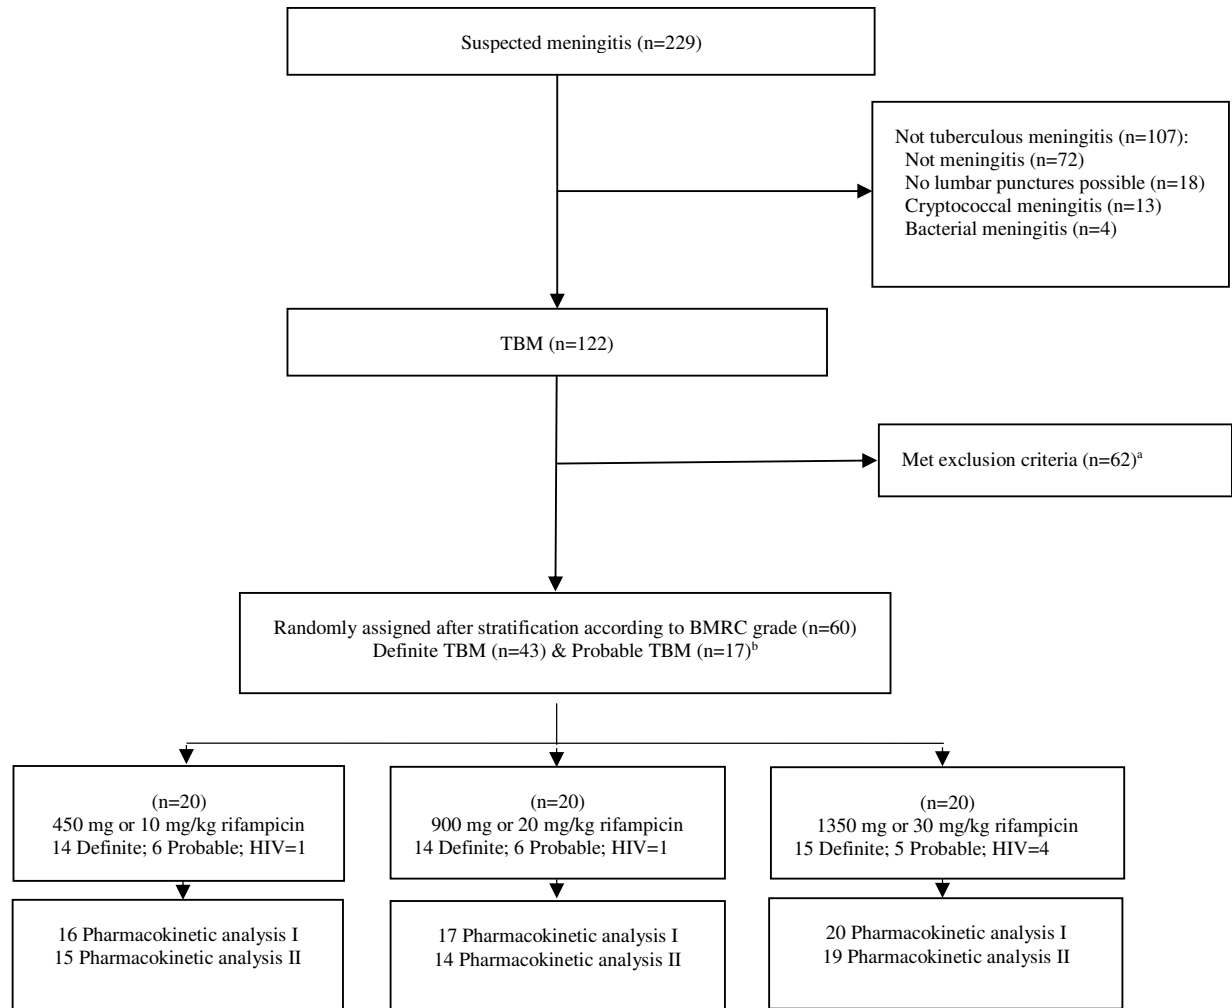 Suspected meningitis (n=229)
Not tuberculous meningitis (n=107):
Not meningitis (n=72)
No lumbar punctures possible (n=18)
Cryptococcal meningitis (n=13)
Bacterial meningitis (n=4)
TBM (n=122)
Met exclusion criteria (n=62)a
Randomly assigned after stratification according to BMRC grade (n=60)
Definite TBM (n=43) & Probable TBM (n=17)b
(n=20)
450 mg or 10 mg/kg rifampicin
14 Definite; 6 Probable; HIV=1
(n=20)
900 mg or 20 mg/kg rifampicin
14 Definite; 6 Probable; HIV=1
(n=20)
1350 mg or 30 mg/kg rifampicin
15 Definite; 5 Probable; HIV=4
16 Pharmacokinetic analysis I
15 Pharmacokinetic analysis II
17 Pharmacokinetic analysis I
14 Pharmacokinetic analysis II
20 Pharmacokinetic analysis I
19 Pharmacokinetic analysis II